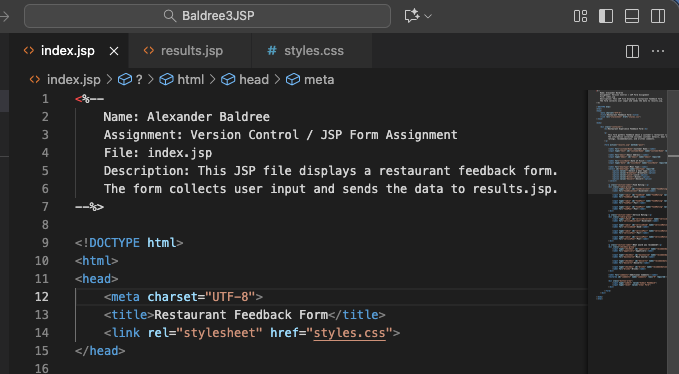 Baldree3JSP
index.jsp results.jsp # styles.css
index.jsp > ? > html > head > meta
1 <%--
2 Name: Alexander Baldree
3 Assignment: Version Control / JSP Form Assignment
4 File: index.jsp
5 Description: This JSP file displays a restaurant feedback form.
6 The form collects user input and sends the data to results.jsp.
7 --%>
8
9 <!DOCTYPE html>
10 <html>
11 <head>
12 <meta charset="UTF-8">
13 <title>Restaurant Feedback Form</title>
14 <link rel="stylesheet" href="styles.css">
15 </head>
16